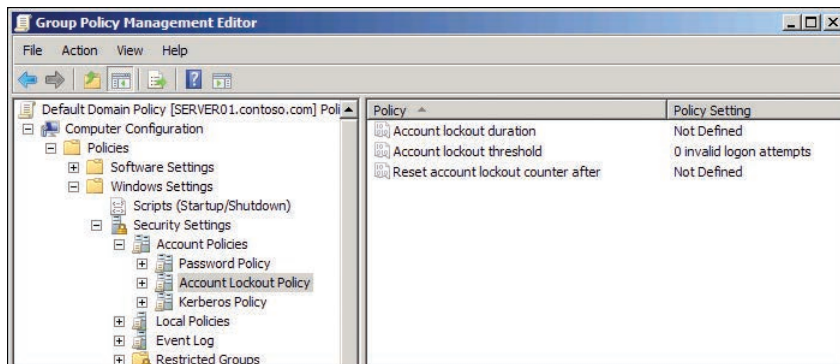 Group Policy Management Editor
File Action View Help
Default Domain Policy [SERVER01.contoso.com] Poli
Computer Configuration
Policies
Software Settings
Windows Settings
Scripts (Startup/Shutdown)
Security Settings
Account Policies
Password Policy
Account Lockout Policy
Kerberos Policy
Local Policies
Event Log
Restricted Groups
Policy Policy Setting
Account lockout duration Not Defined
Account lockout threshold 0 invalid logon attempts
Reset account lockout counter after Not Defined